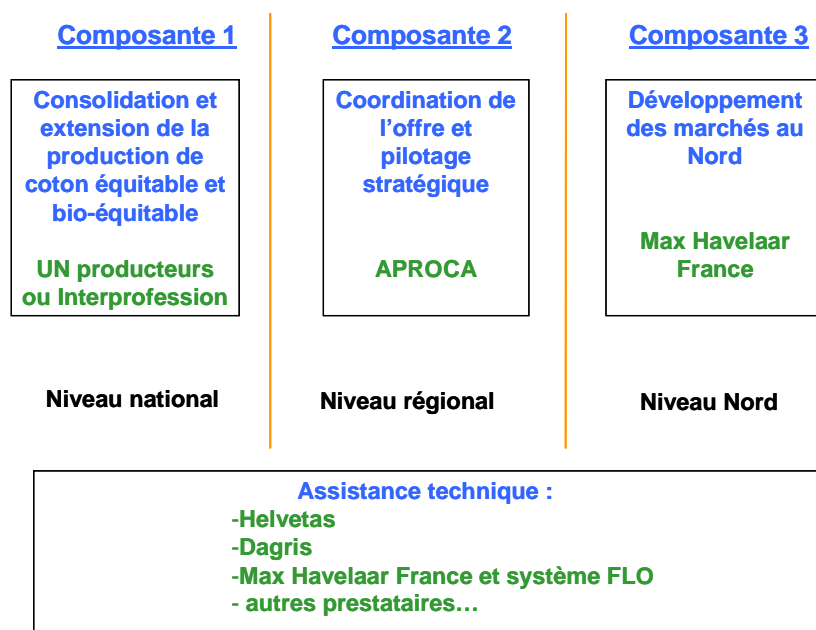 Composante 1
Composante 2
Composante 3
Consolidation et
extension de la
production de
coton équitable et
bio-équitable
UN producteurs
ou Interprofession
Coordination de
l'offre et
pilotage
stratégique
APROCA
Développement
des marchés au
Nord
Max Havelaar
France
Niveau national
Niveau régional
Niveau Nord
Assistance technique :
-Helvetas
-Dagris
-Max Havelaar France et système FLO
- autres prestataires…